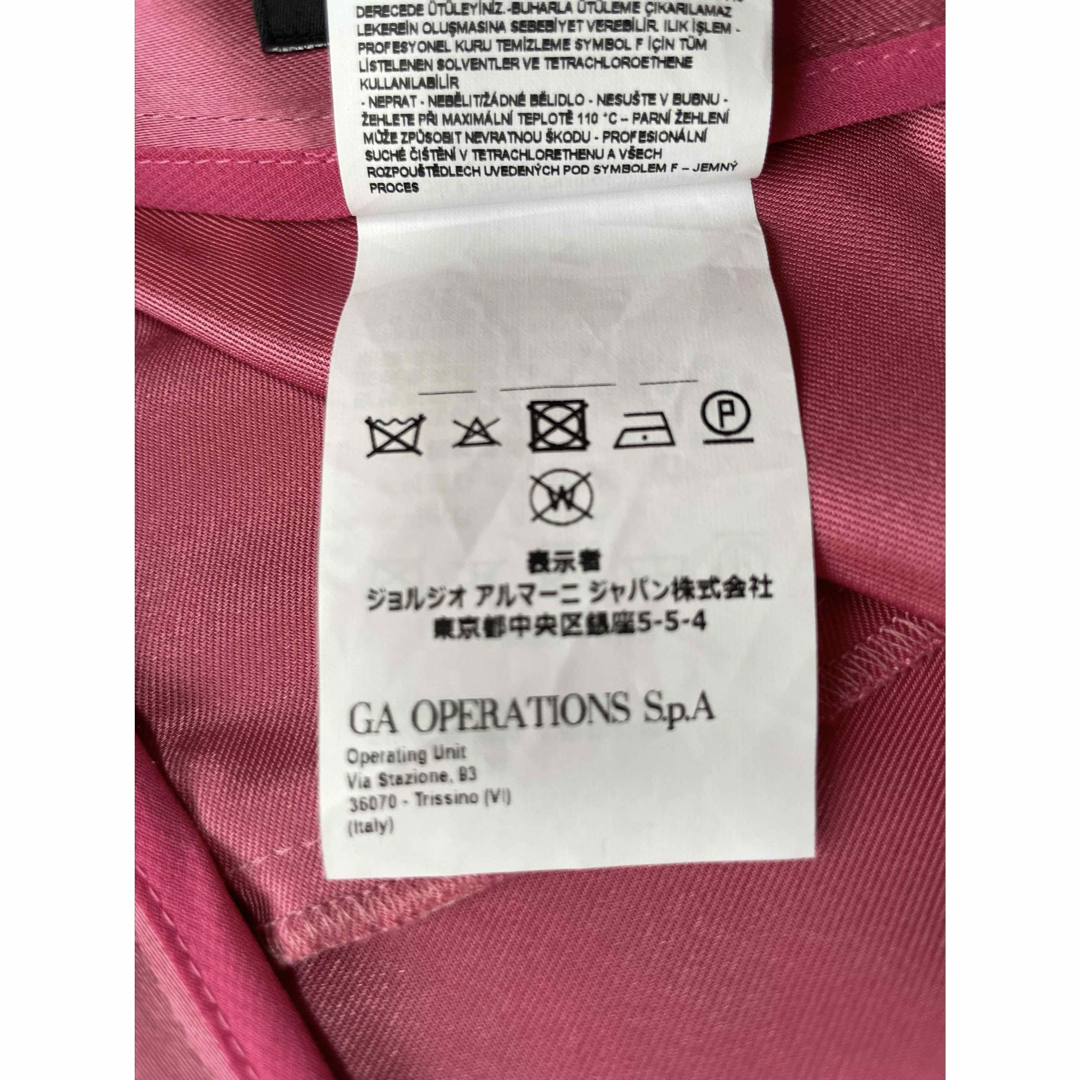 DERECEDE ÜTÜLEYİNİZ.-BUHARLA ÜTÜLEME ÇIKARILAMAZ
LEKEREİN OLUŞMASINA SEBEBİYET VEREBİLİR. ILIK İŞLEM -
PROFESYONEL KURU TEMİZLEME SYMBOL F İÇİN TÜM
LİSTELENEN SOLVENTLER VE TETRACHLOROETHENE
KULLANILABİLİR
- NEPRAT - NEBĚLIT/ŽÁDNÉ BĚLIDLO - NESUŠTE V BUBNU -
ŽEHLETE PŘI MAXIMÁLNÍ TEPLOTĚ 110 °C – PARNÍ ŽEHLENÍ
MŮŽE ZPŮSOBIT NEVRATNOU ŠKODU - PROFESIONÁLNÍ
SUCHÉ ČIŠTĚNÍ V TETRACHLORETHENU A VŠECH
ROZPOUŠTĚDLECH UVEDENÝCH POD SYMBOLEM F – JEMNÝ
PROCES
P
W
表示者
ジョルジオ アルマーニ ジャパン株式会社
東京都中央区銀座5-5-4
GA OPERATIONS S.p.A
Operating Unit
Via Stazione, 93
36070 - Trissino (VI)
(Italy)